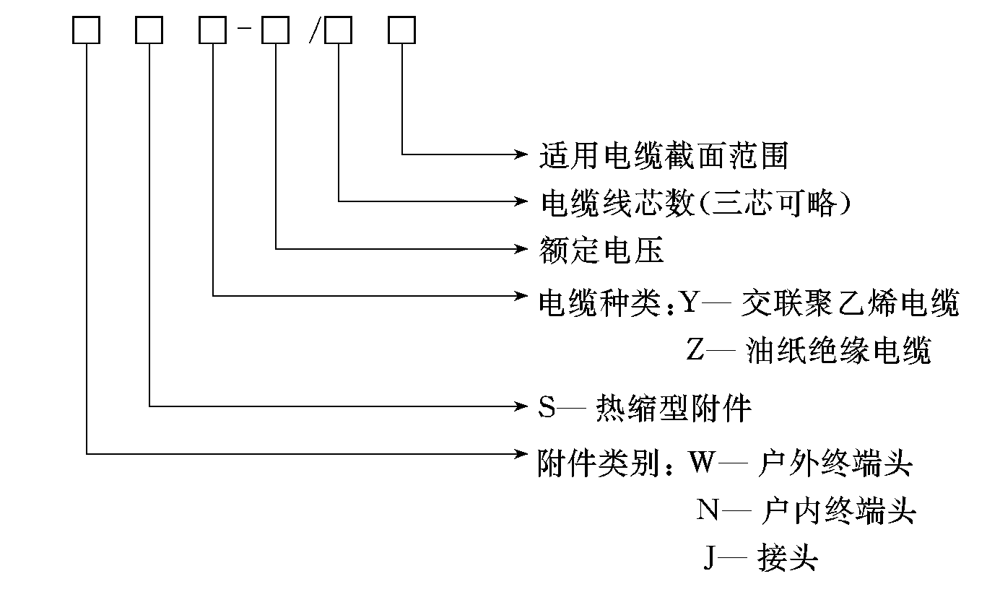 □ □ □-□ /□ □
适用电缆截面范围
电缆线芯数(三芯可略)
额定电压
电缆种类:Y— 交联聚乙烯电缆
Z— 油纸绝缘电缆
S— 热缩型附件
附件类别: W— 户外终端头
N— 户内终端头
J— 接头